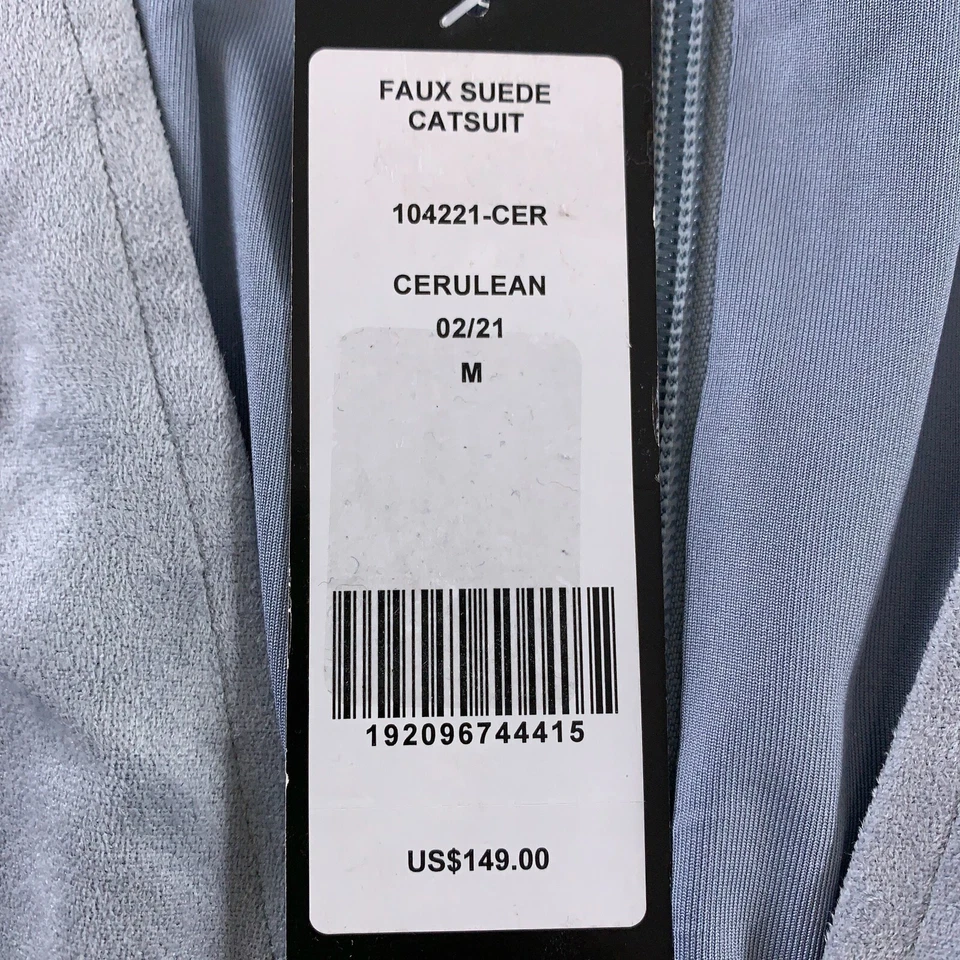 FAUX SUEDE
CATSUIT
104221-CER
CERULEAN
02/21
M
192096744415
US$149.00